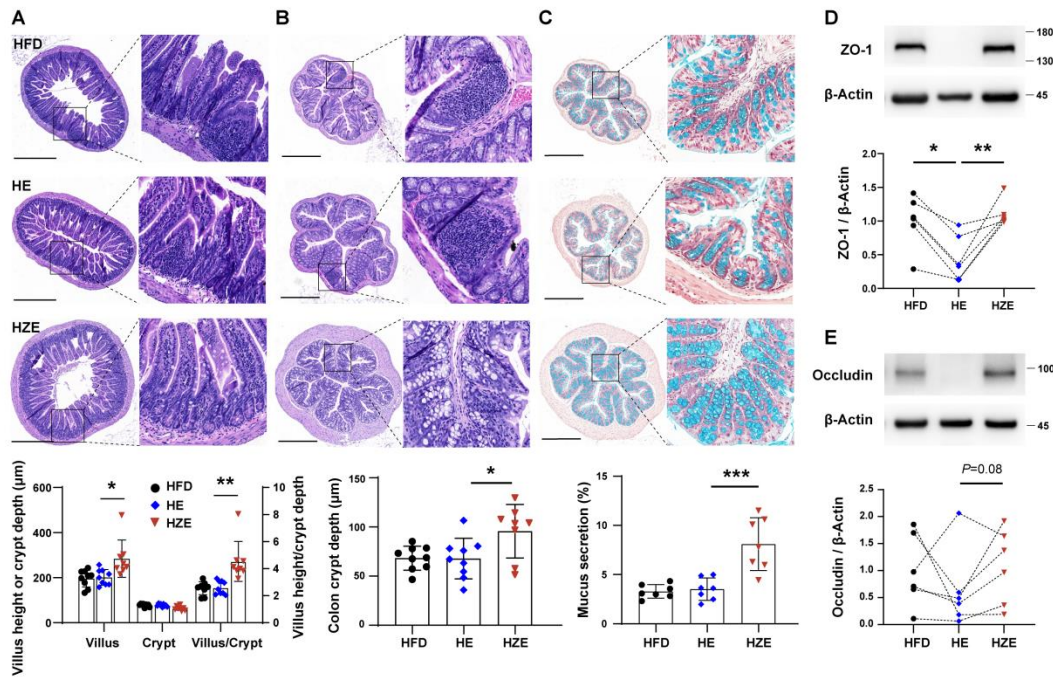 A
B
C
D
HFD
HE
HZE
ZO-1
180
130
β-Actin
45
* **
ZO-1 / β-Actin
2.0
1.5
1.0
0.5
0.0
HFD HE HZE
E
Occludin
100
β-Actin
45
P=0.08
Occludin / β-Actin
2.5
2.0
1.5
1.0
0.5
0.0
HFD HE HZE
Villus height or crypt depth (μm)
600
400
200
0
HFD
HE
HZE
* **
10
8
6
4
2
0
Villus height/crypt depth
Villus Crypt Villus/Crypt
Colon crypt depth (μm)
150
100
50
0
*
HFD HE HZE
Mucus secretion (%)
15
10
5
0
***
HFD HE HZE